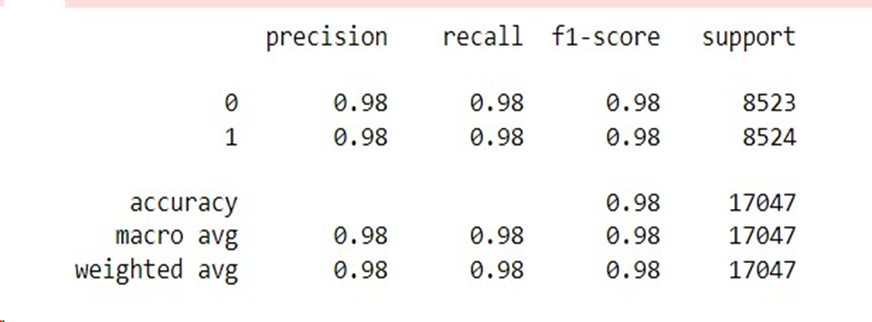 precision recall f1-score support
0 0.98 0.98 0.98 8523
1 0.98 0.98 0.98 8524
accuracy 0.98 17047
macro avg 0.98 0.98 0.98 17047
weighted avg 0.98 0.98 0.98 17047